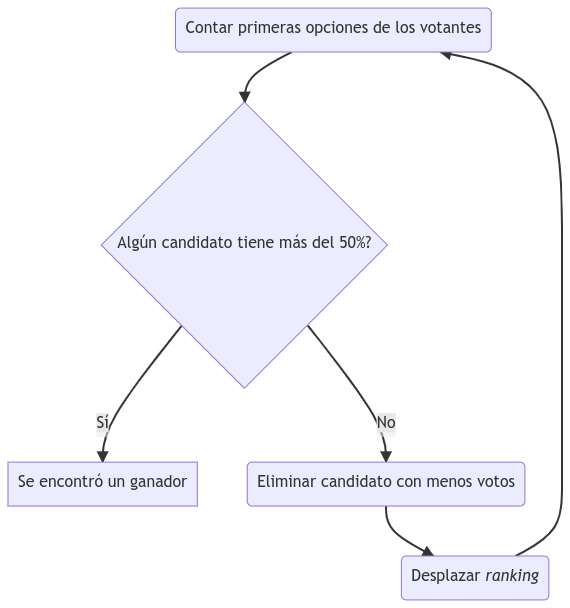 Contar primeras opciones de los votantes
Algún candidato tiene más del 50%?
Sí
No
Se encontró un ganador
Eliminar candidato con menos votos
Desplazar ranking